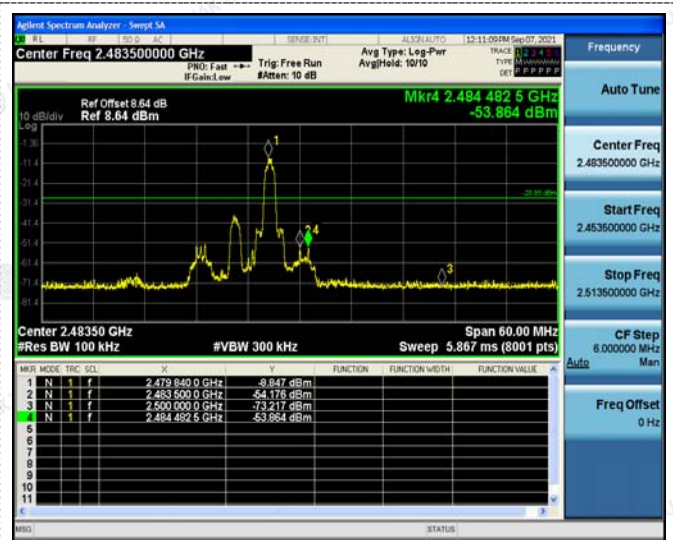 Agilent Spectrum Analyzer - Swept SA
RL RF 50 Ω AC SENSE:INT ALIGN AUTO 12:11:09 PM Sep 07, 2021
Center Freq 2.483500000 GHz
PNO: Fast
IFGain:Low
Trig: Free Run
#Atten: 10 dB
Avg Type: Log-Pwr
Avg|Hold: 10/10
TRACE 1 2 3 4 5 6
TYPE M
DET P P P P P P
Ref Offset 8.64 dB
10 dB/div Ref 8.64 dBm
Log
Mkr4 2.484 482 5 GHz
-53.864 dBm
-1.36
-11.4
-21.4
-31.4
-41.4
-51.4
-61.4
-71.4
-81.4
1
2 4
3
Center 2.48350 GHz Span 60.00 MHz
#Res BW 100 kHz #VBW 300 kHz Sweep 5.867 ms (8001 pts)
MKR MODE TRC SCL X Y FUNCTION FUNCTION WIDTH FUNCTION VALUE
1 N 1 f 2.479 840 0 GHz -8.847 dBm
2 N 1 f 2.483 500 0 GHz -54.176 dBm
3 N 1 f 2.500 000 0 GHz -73.217 dBm
4 N 1 f 2.484 482 5 GHz -53.864 dBm
5
6
7
8
9
10
11
MSG STATUS
Frequency
Auto Tune
Center Freq
2.483500000 GHz
Start Freq
2.453500000 GHz
Stop Freq
2.513500000 GHz
CF Step
6.000000 MHz
Auto Man
Freq Offset
0 Hz